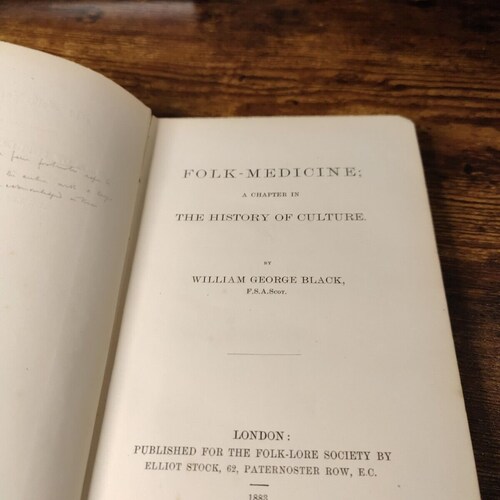 FOLK-MEDICINE;
A CHAPTER IN
THE HISTORY OF CULTURE.
BY
WILLIAM GEORGE BLACK,
F.S.A.Scot.
LONDON:
PUBLISHED FOR THE FOLK-LORE SOCIETY BY
ELLIOT STOCK, 62, PATERNOSTER ROW, E.C.
1883